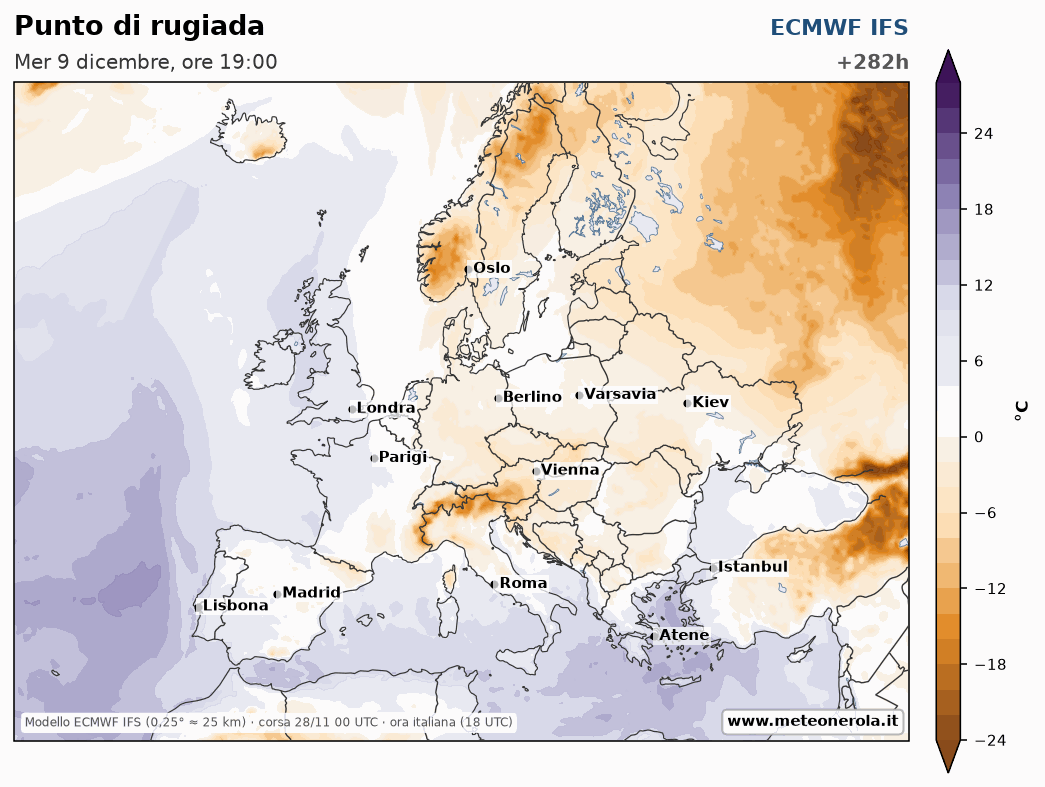 Punto di rugiada
ECMWF IFS
Mer 9 dicembre, ore 19:00
+282h
24
18
12
6
0
−6
−12
−18
−24
°C
Oslo
Berlino
Varsavia
Kiev
Londra
Parigi
Vienna
Istanbul
Roma
Madrid
Lisbona
Atene
Modello ECMWF IFS (0,25° ≈ 25 km) · corsa 28/11 00 UTC · ora italiana (18 UTC)
www.meteonerola.it